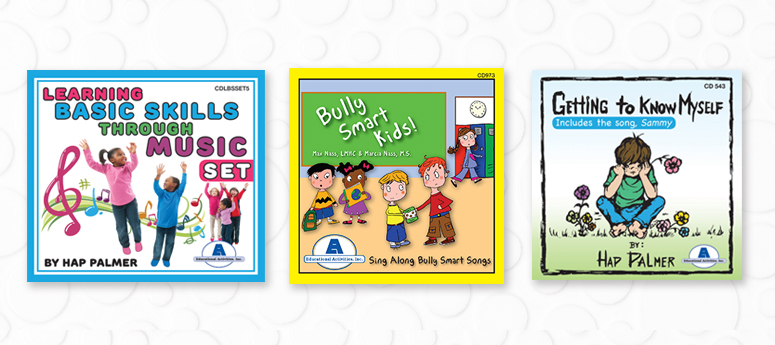 CDLBSSET5
LEARNING
BASIC SKILLS
THROUGH
MUSIC
SET
BY HAP PALMER
Educational Activities, Inc.
CD973
Bully
Smart
Kids!
Max Nass, LMHC & Marcia Nass, M.S.
Educational Activities, Inc.
Sing Along Bully Smart Songs
CD 543
GETTING to KNOW MYSELF
Includes the song, Sammy
BY:
HAP PALMER
Educational Activities, Inc.